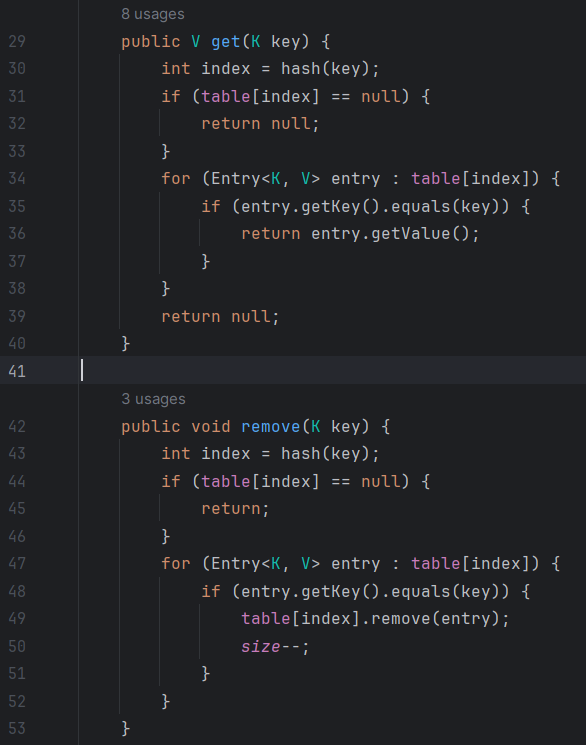 8 usages
29 public V get(K key) {
30 int index = hash(key);
31 if (table[index] == null) {
32 return null;
33 }
34 for (Entry<K, V> entry : table[index]) {
35 if (entry.getKey().equals(key)) {
36 return entry.getValue();
37 }
38 }
39 return null;
40 }
41
3 usages
42 public void remove(K key) {
43 int index = hash(key);
44 if (table[index] == null) {
45 return;
46 }
47 for (Entry<K, V> entry : table[index]) {
48 if (entry.getKey().equals(key)) {
49 table[index].remove(entry);
50 size--;
51 }
52 }
53 }